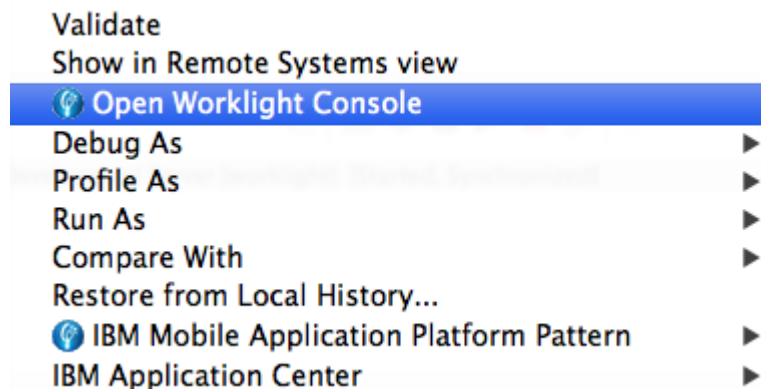 Validate
Show in Remote Systems view
Open Worklight Console
Debug As
Profile As
Run As
Compare With
Restore from Local History...
IBM Mobile Application Platform Pattern
IBM Application Center